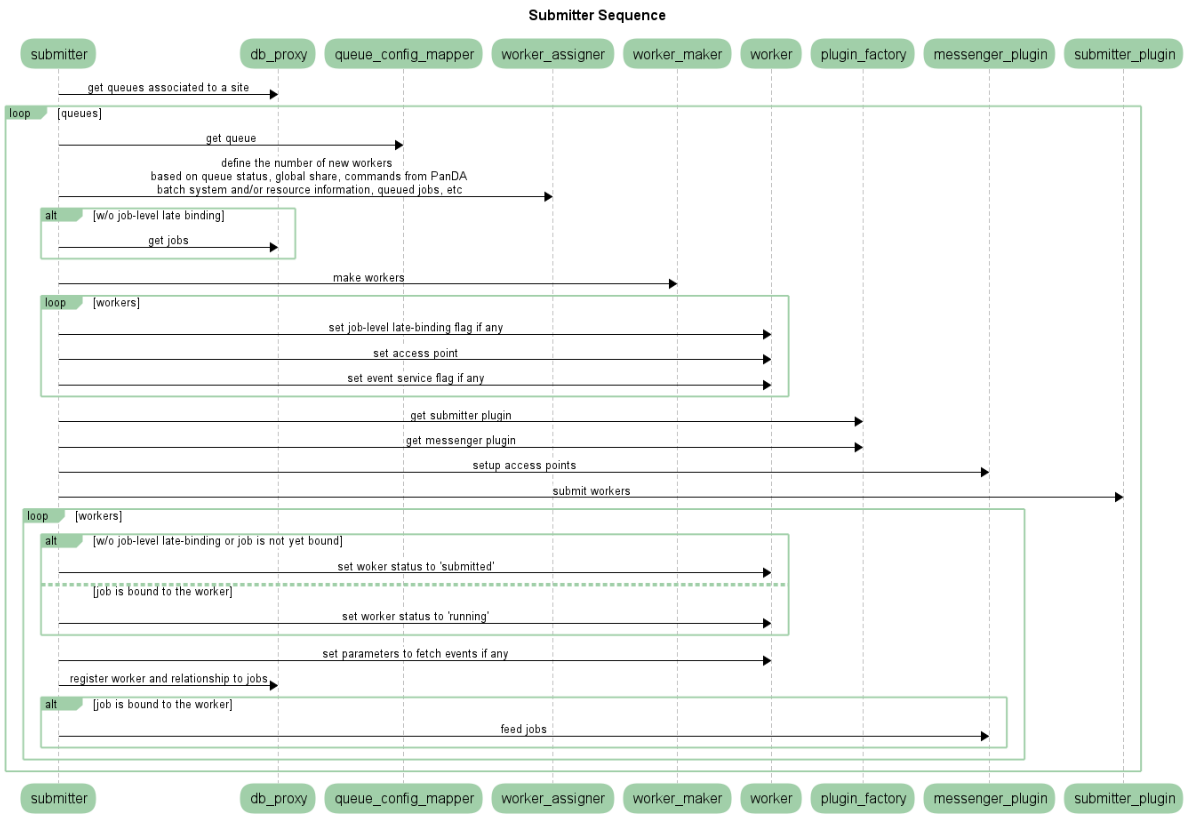 Submitter Sequence
submitter db_proxy queue_config_mapper worker_assigner worker_maker worker plugin_factory messenger_plugin submitter_plugin
get queues associated to a site
loop [queues]
get queue
define the number of new workers
based on queue status, global share, commands from PanDA
batch system and/or resource information, queued jobs, etc
alt [w/o job-level late binding]
get jobs
make workers
loop [workers]
set job-level late-binding flag if any
set access point
set event service flag if any
get submitter plugin
get messenger plugin
setup access points
submit workers
loop [workers]
alt [w/o job-level late-binding or job is not yet bound]
set woker status to 'submitted'
[job is bound to the worker]
set worker status to 'running'
set parameters to fetch events if any
register worker and relationship to jobs
alt [job is bound to the worker]
feed jobs
submitter db_proxy queue_config_mapper worker_assigner worker_maker worker plugin_factory messenger_plugin submitter_plugin